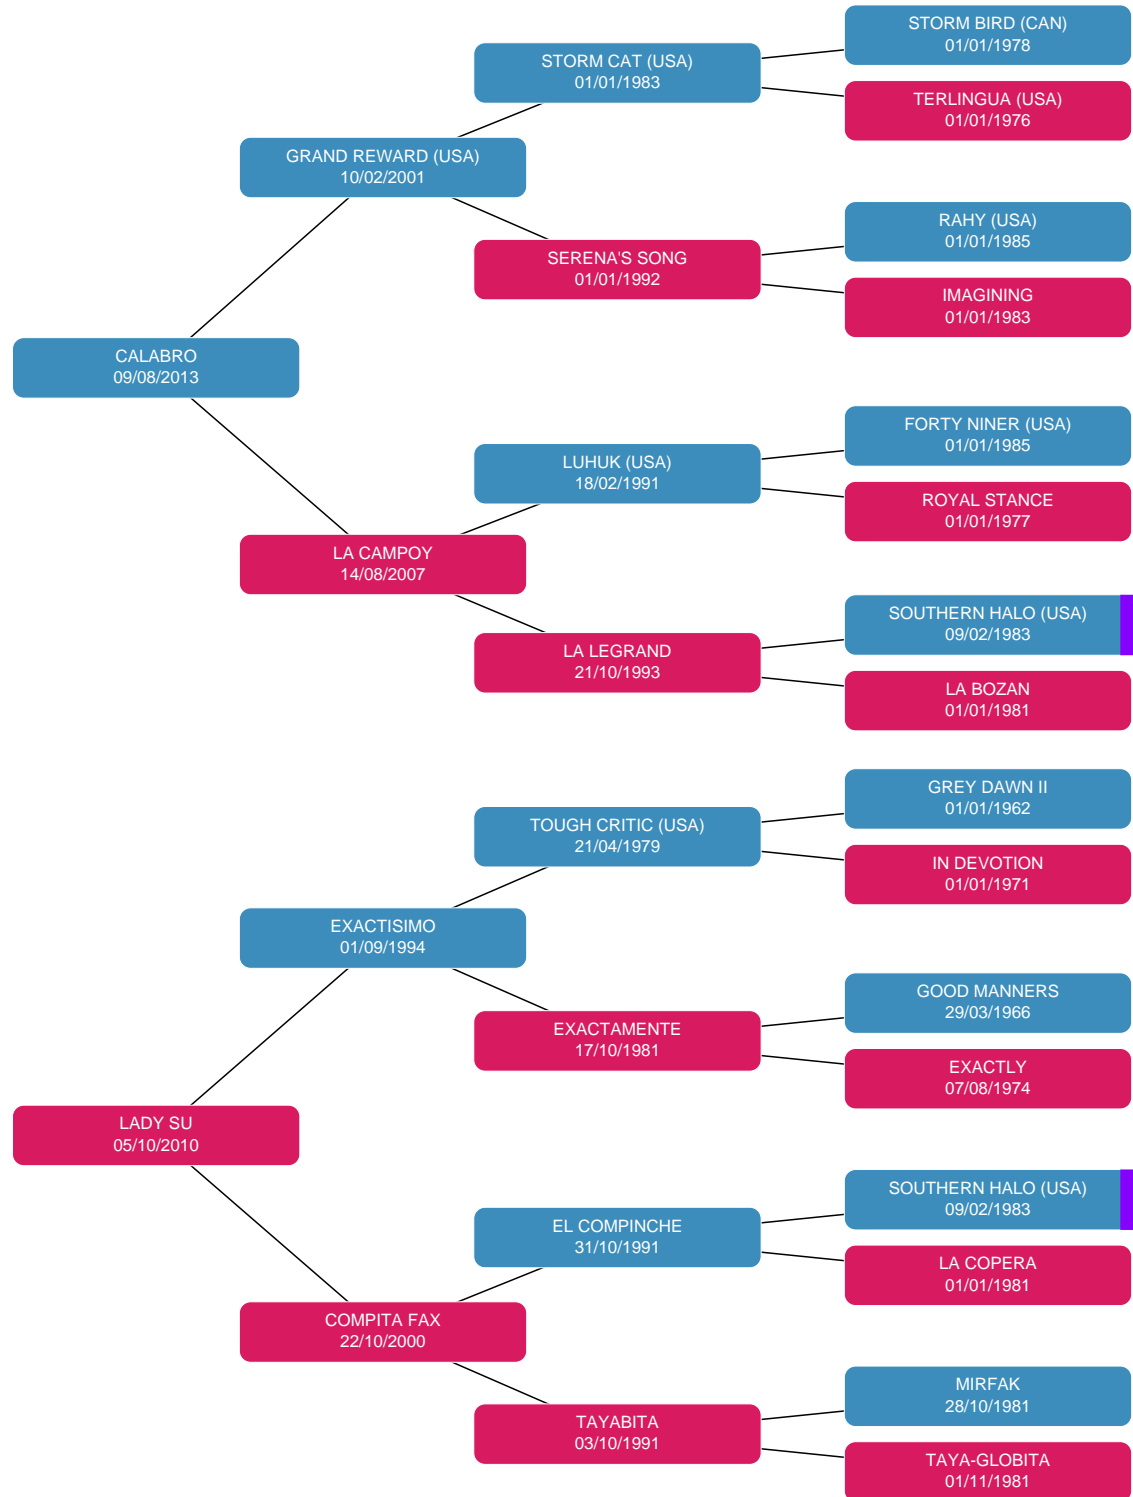 STORM BIRD (CAN)
01/01/1978
STORM CAT (USA)
01/01/1983
TERLINGUA (USA)
01/01/1976
GRAND REWARD (USA)
10/02/2001
RAHY (USA)
01/01/1985
SERENA'S SONG
01/01/1992
IMAGINING
01/01/1983
CALABRO
09/08/2013
FORTY NINER (USA)
01/01/1985
LUHUK (USA)
18/02/1991
ROYAL STANCE
01/01/1977
LA CAMPOY
14/08/2007
SOUTHERN HALO (USA)
09/02/1983
LA LEGRAND
21/10/1993
LA BOZAN
01/01/1981
GREY DAWN II
01/01/1962
TOUGH CRITIC (USA)
21/04/1979
IN DEVOTION
01/01/1971
EXACTISIMO
01/09/1994
GOOD MANNERS
29/03/1966
EXACTAMENTE
17/10/1981
EXACTLY
07/08/1974
LADY SU
05/10/2010
SOUTHERN HALO (USA)
09/02/1983
EL COMPINCHE
31/10/1991
LA COPERA
01/01/1981
COMPITA FAX
22/10/2000
MIRFAK
28/10/1981
TAYABITA
03/10/1991
TAYA-GLOBITA
01/11/1981